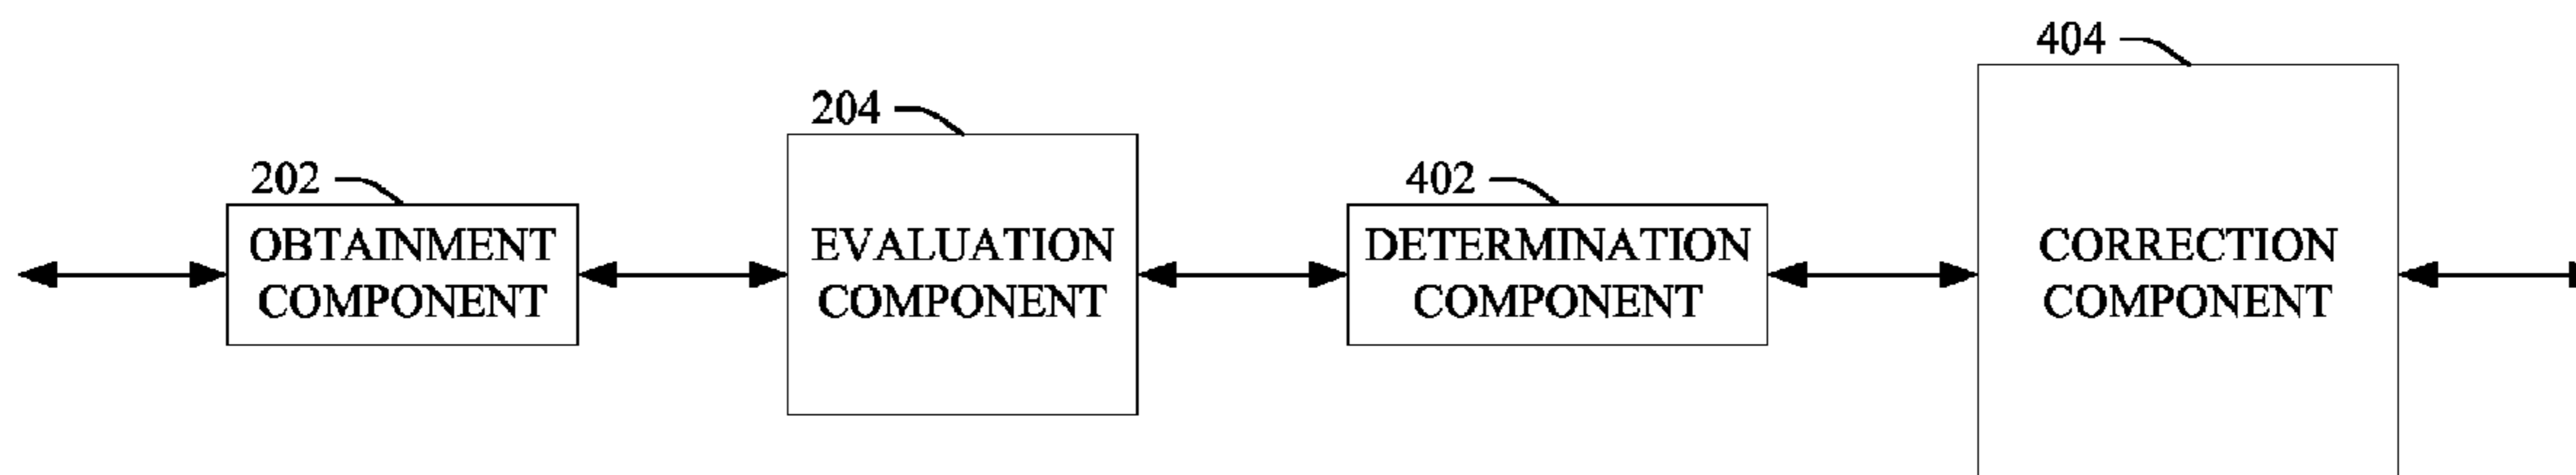 404
204
202
402
OBTAINMENT
COMPONENT
EVALUATION
COMPONENT
DETERMINATION
COMPONENT
CORRECTION
COMPONENT